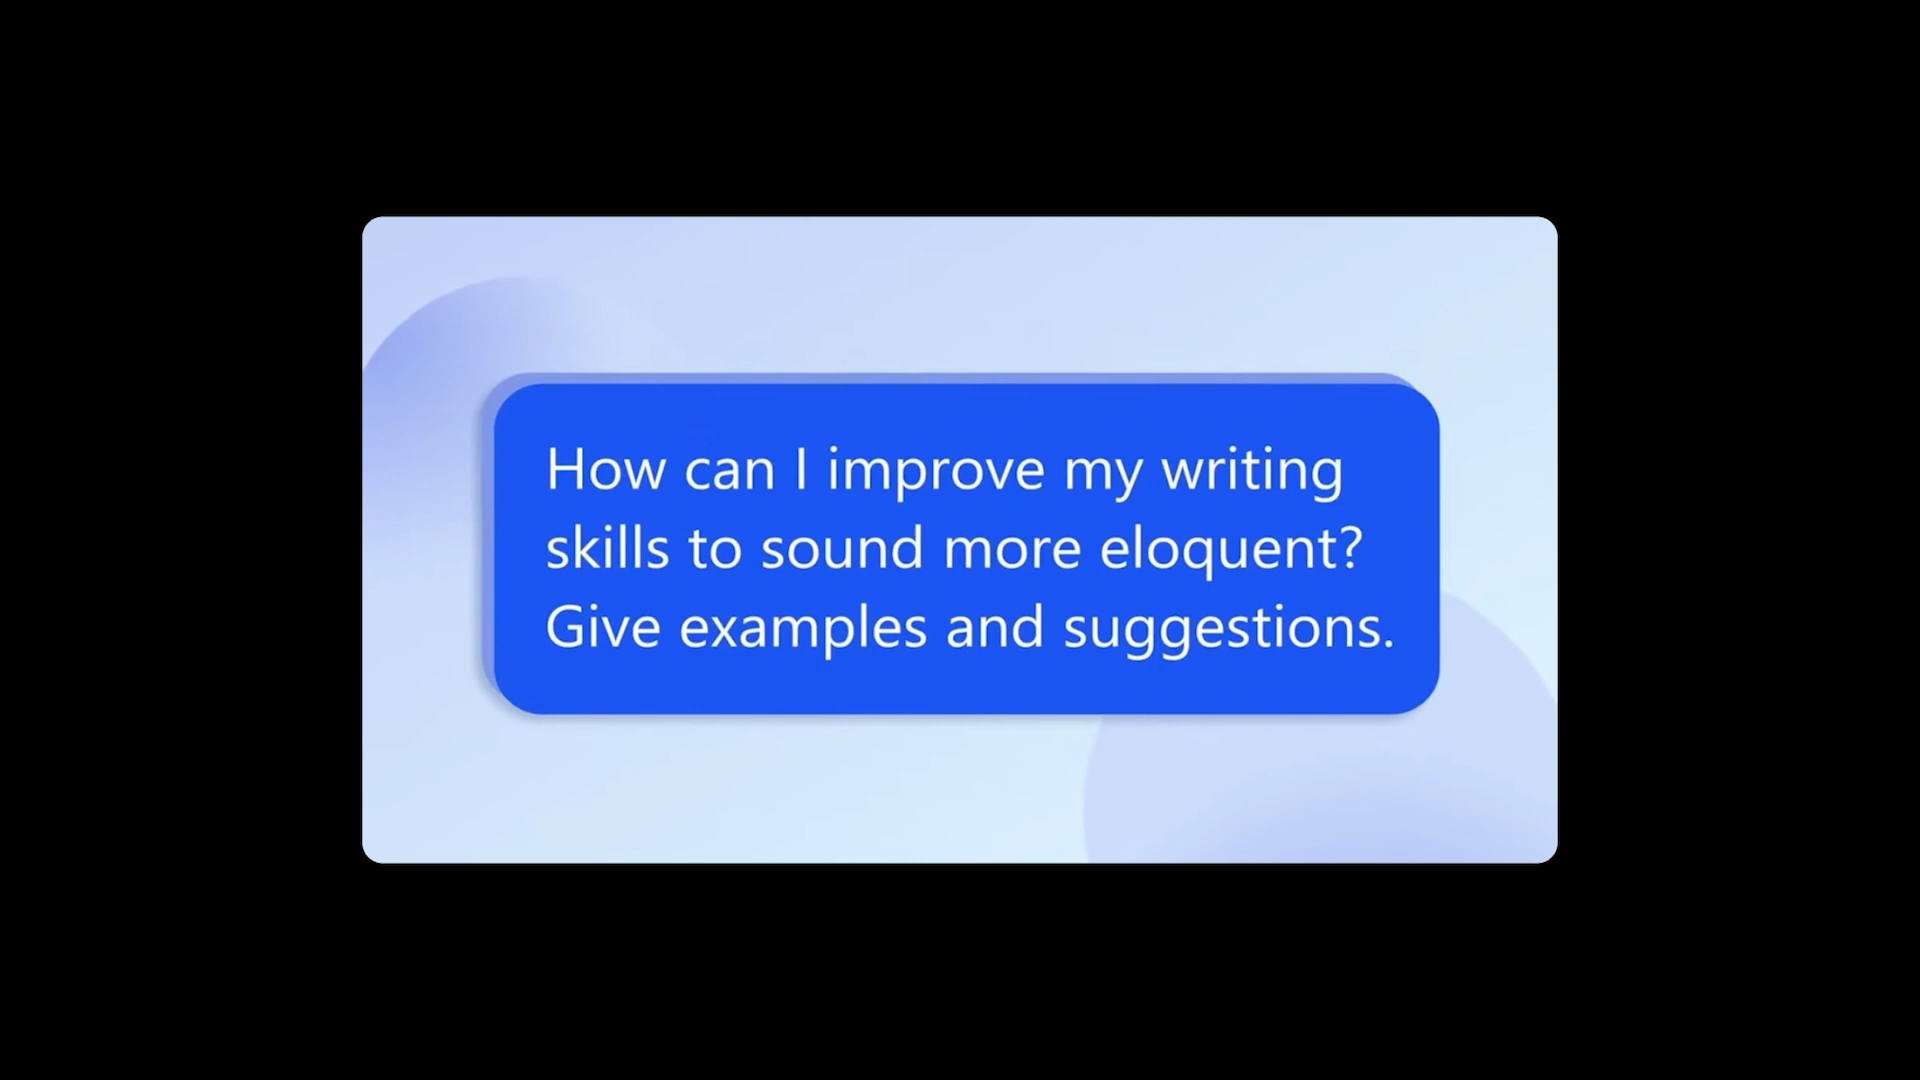 How can I improve my writing
skills to sound more eloquent?
Give examples and suggestions.